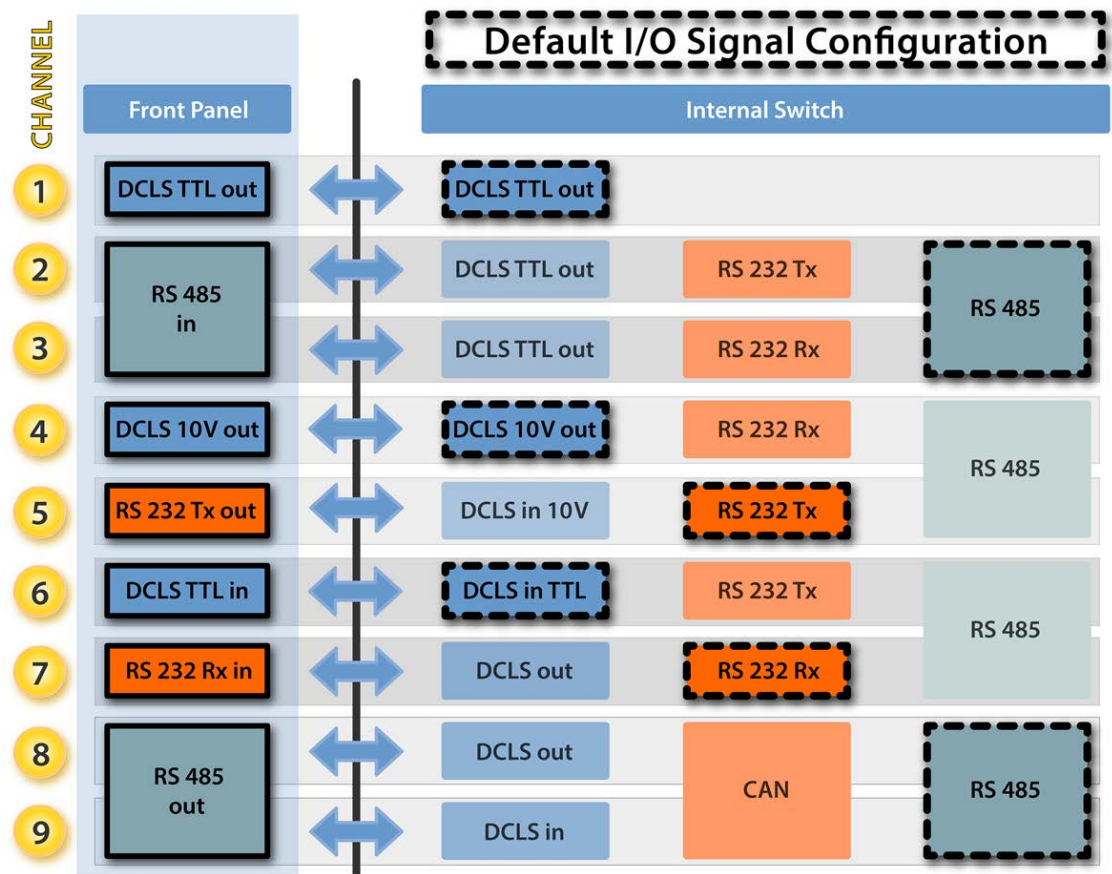 CHANNEL
Default I/O Signal Configuration
Front Panel
Internal Switch
1
DCLS TTL out
DCLS TTL out
2
3
RS 485
in
DCLS TTL out
RS 232 Tx
DCLS TTL out
RS 232 Rx
RS 485
4
DCLS 10V out
DCLS 10V out
RS 232 Rx
5
RS 232 Tx out
DCLS in 10V
RS 232 Tx
RS 485
6
DCLS TTL in
DCLS in TTL
RS 232 Tx
7
RS 232 Rx in
DCLS out
RS 232 Rx
RS 485
8
9
RS 485
out
DCLS out
DCLS in
CAN
RS 485